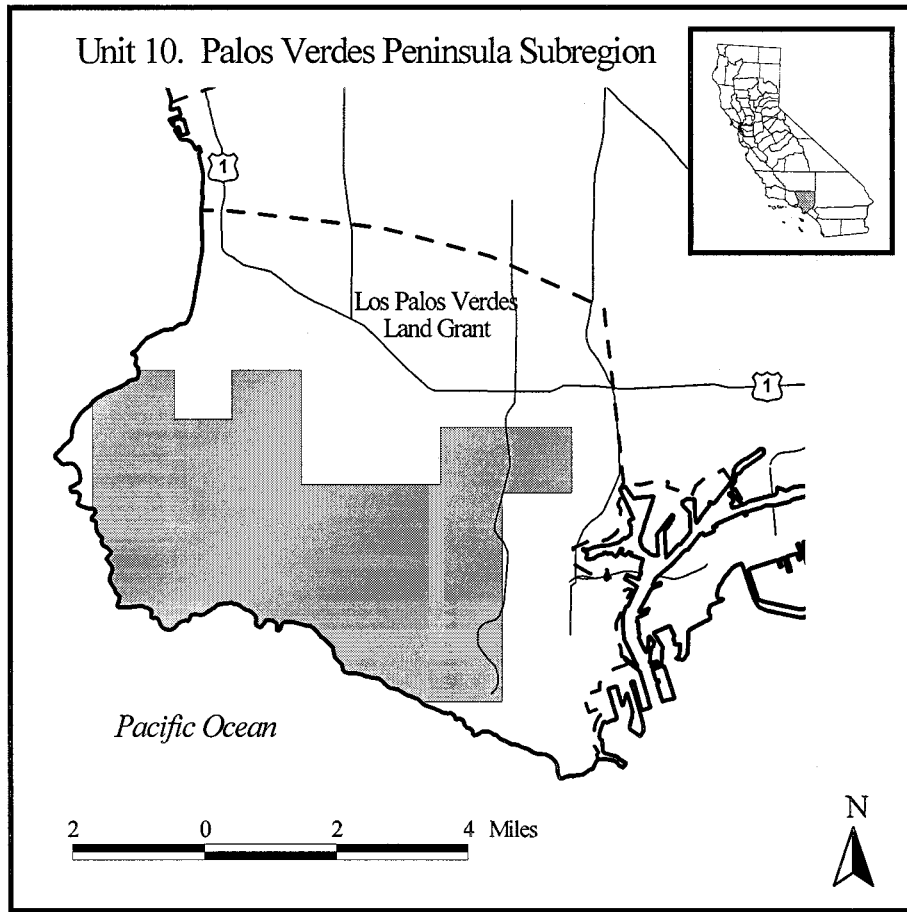 Unit 10. Palos Verdes Peninsula Subregion
1
Los Palos Verdes
Land Grant
1
Pacific Ocean
2 0 2 4 Miles
N